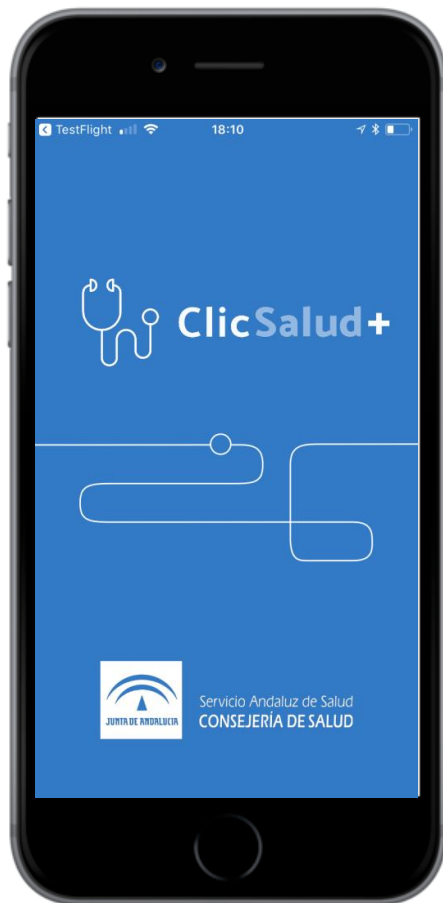 TestFlight 18:10
ClicSalud+
JUNTA DE ANDALUCIA
Servicio Andaluz de Salud
CONSEJERÍA DE SALUD